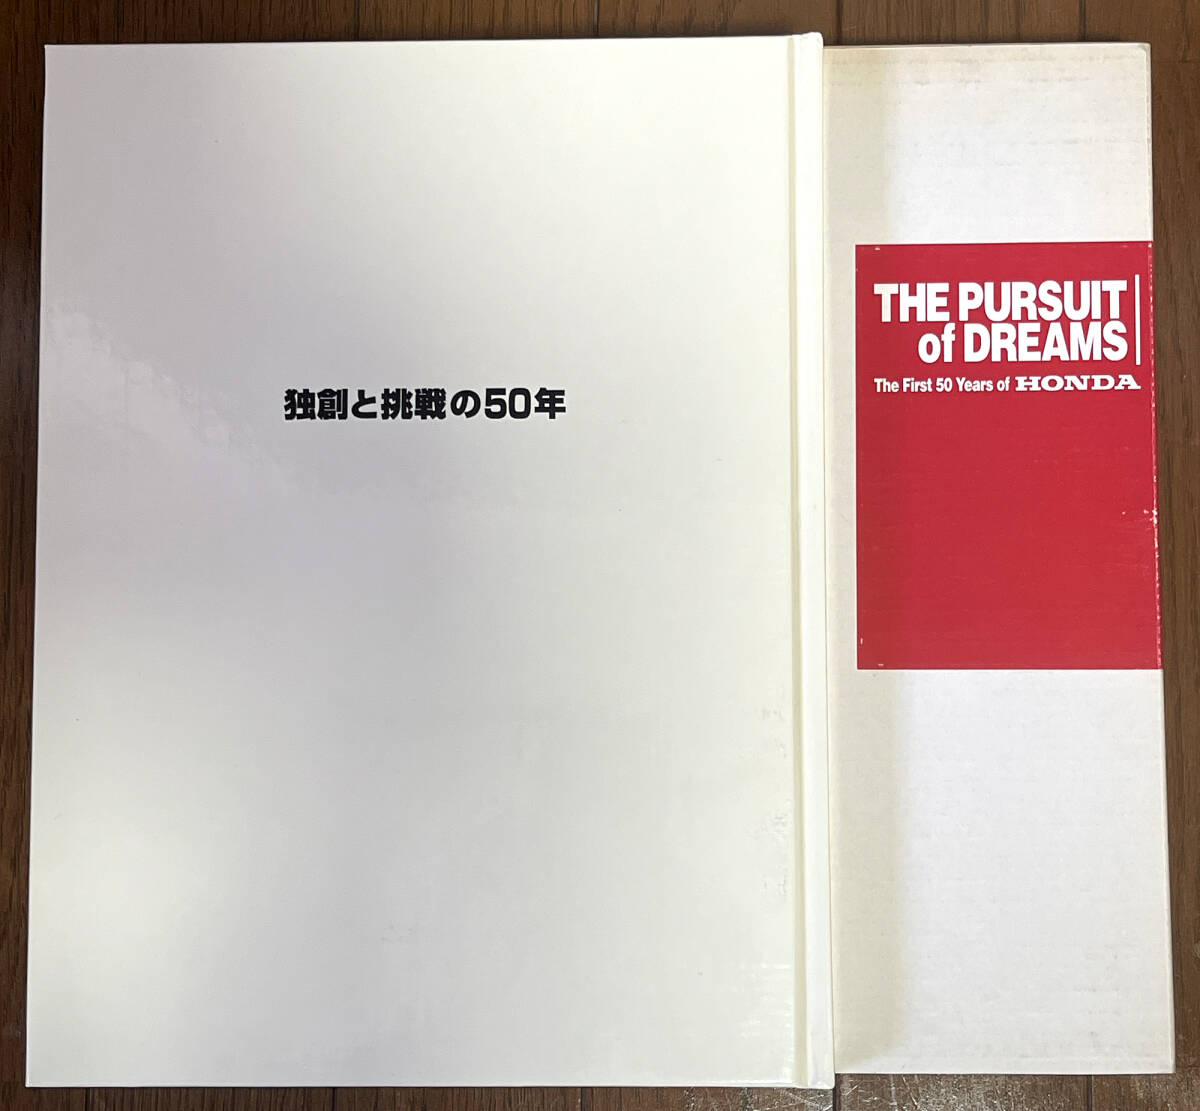 独創と挑戦の50年
THE PURSUIT
of DREAMS
The First 50 Years of HONDA